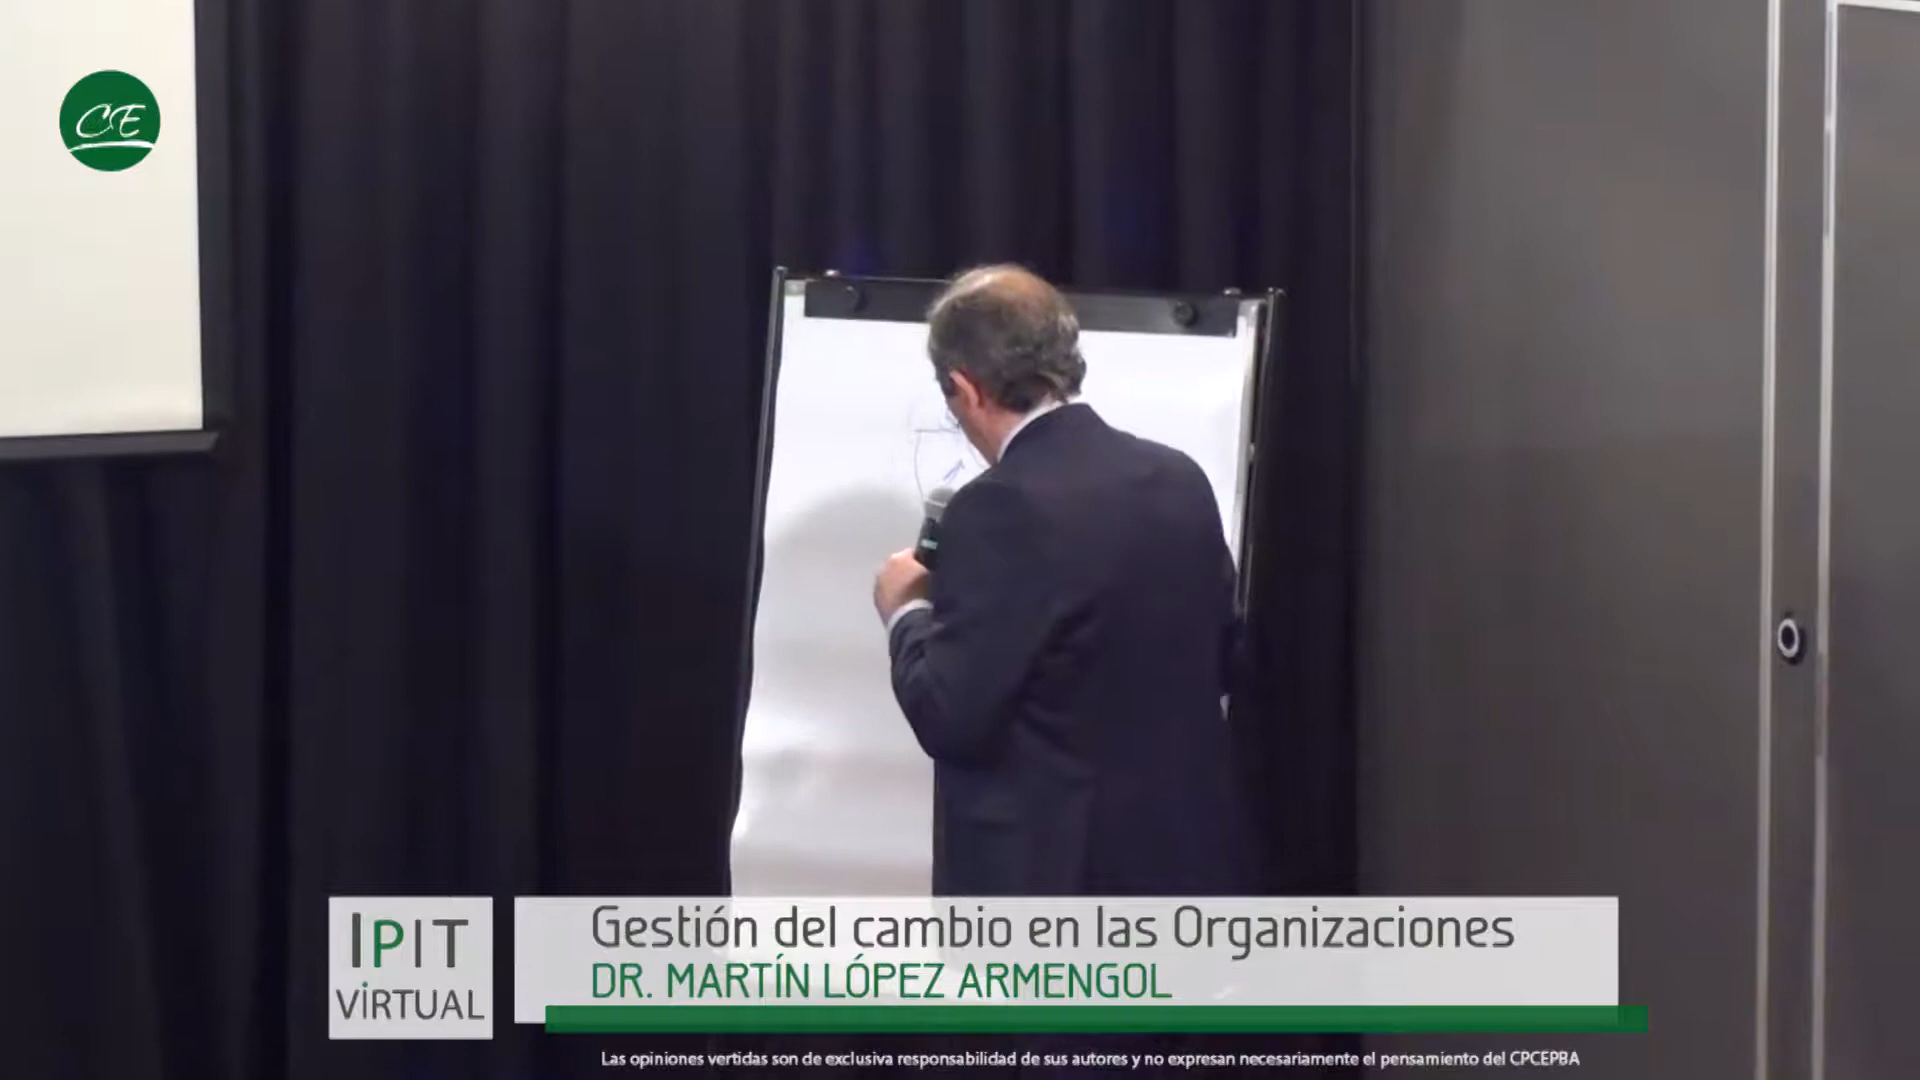 CE
IPIT
VIRTUAL
Gestión del cambio en las Organizaciones
DR. MARTÍN LÓPEZ ARMENGOL
Las opiniones vertidas son de exclusiva responsabilidad de sus autores y no expresan necesariamente el pensamiento del CPCEPBA